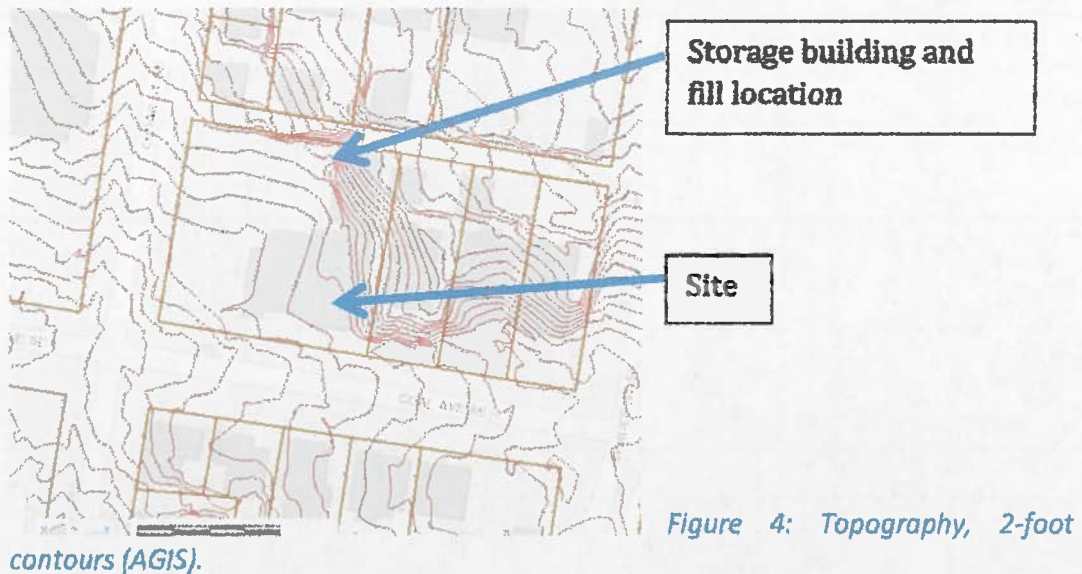 Storage building and
fill location
Site
Figure 4: Topography, 2-foot
contours (AGIS).